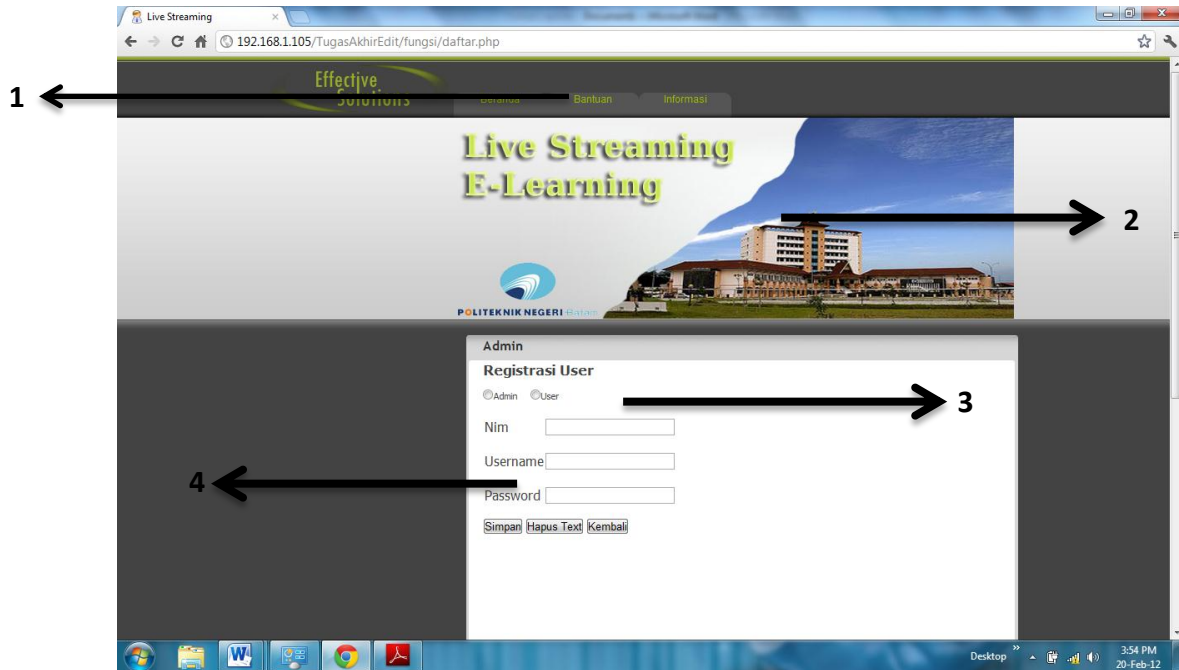 Live Streaming
192.168.1.105/TugasAkhirEdit/fungsi/daftar.php
Effective
Solutions
Beranda Bantuan Informasi
1
Live Streaming
E-Learning
2
POLITEKNIK NEGERI Batam
Admin
Registrasi User
Admin User
3
Nim
Username
4
Password
Simpan Hapus Text Kembali
Desktop
3:54 PM
20-Feb-12